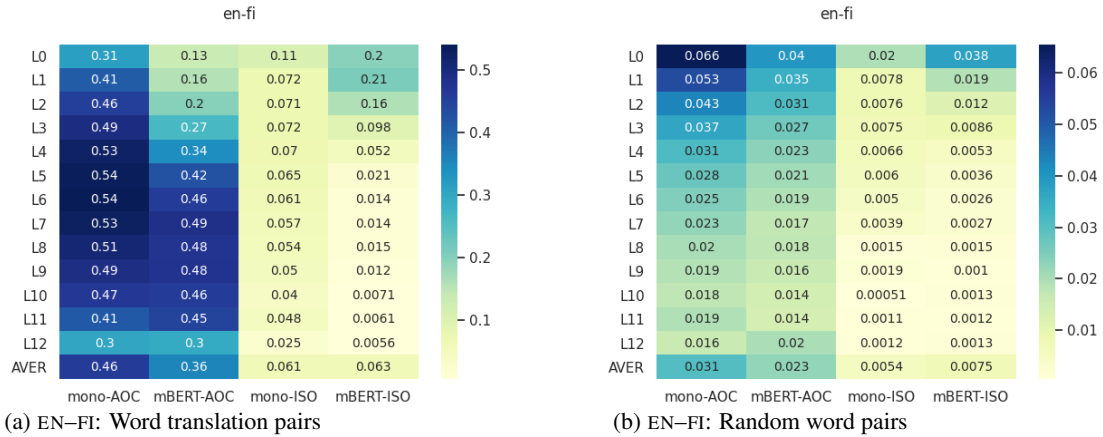 en-fi
L0 0.31 0.13 0.11 0.2
L1 0.41 0.16 0.072 0.21
L2 0.46 0.2 0.071 0.16
L3 0.49 0.27 0.072 0.098
L4 0.53 0.34 0.07 0.052
L5 0.54 0.42 0.065 0.021
L6 0.54 0.46 0.061 0.014
L7 0.53 0.49 0.057 0.014
L8 0.51 0.48 0.054 0.015
L9 0.49 0.48 0.05 0.012
L10 0.47 0.46 0.04 0.0071
L11 0.41 0.45 0.048 0.0061
L12 0.3 0.3 0.025 0.0056
AVER 0.46 0.36 0.061 0.063
mono-AOC mBERT-AOC mono-ISO mBERT-ISO
0.5
0.4
0.3
0.2
0.1
(a) EN–FI: Word translation pairs
en-fi
L0 0.066 0.04 0.02 0.038
L1 0.053 0.035 0.0078 0.019
L2 0.043 0.031 0.0076 0.012
L3 0.037 0.027 0.0075 0.0086
L4 0.031 0.023 0.0066 0.0053
L5 0.028 0.021 0.006 0.0036
L6 0.025 0.019 0.005 0.0026
L7 0.023 0.017 0.0039 0.0027
L8 0.02 0.018 0.0015 0.0015
L9 0.019 0.016 0.0019 0.001
L10 0.018 0.014 0.00051 0.0013
L11 0.019 0.014 0.0011 0.0012
L12 0.016 0.02 0.0012 0.0013
AVER 0.031 0.023 0.0054 0.0075
mono-AOC mBERT-AOC mono-ISO mBERT-ISO
0.06
0.05
0.04
0.03
0.02
0.01
(b) EN–FI: Random word pairs